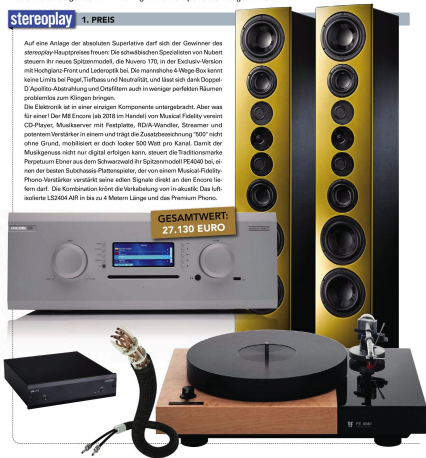 stereoplay
1. PREIS
Auf eine Anlage der absoluten Superlative darf sich der Gewinner des
stereoplay-Hauptpreises freuen: Die schwäbischen Spezialisten von Nubert
steuern ihr neues Spitzenmodell, die Nuvero 170, in der Exclusiv-Version
mit Hochglanz-Front und Lederoptik bei. Die mannshohe 4-Wege-Box kennt
keine Limits bei Pegel, Tiefbass und Neutralität, und lässt sich dank Doppel-
D'Apollito-Abstrahlung und Ortsfiltern auch in weniger perfekten Räumen
problemlos zum Klingen bringen.
Die Elektronik ist in einer einzigen Komponente untergebracht. Aber was
für einer! Der M8 Encore (ab 2018 im Handel) von Musical Fidelity vereint
CD-Player, Musikserver mit Festplatte, RD/A-Wandler, Streamer und
potentem Verstärker in einem und trägt die Zusatzbezeichnung "500" nicht
ohne Grund, mobilisiert er doch locker 500 Watt pro Kanal. Damit der
Musikgenuss nicht nur digital erfolgen kann, steuert die Traditionsmarke
Perpetuum Ebner aus dem Schwarzwald ihr Spitzenmodell PE4040 bei, ei-
nen der besten Subchassis-Plattenspieler, der von einem Musical-Fidelity-
Phono-Verstärker verstärkt seine edlen Signale direkt an den Encore lie-
fern darf. Die Kombination krönt die Verkabelung von in-akustik: Das luft-
isolierte LS2404 AIR in bis zu 4 Metern Länge und das Premium Phono.
GESAMTWERT:
27.130 EURO
PE 4040